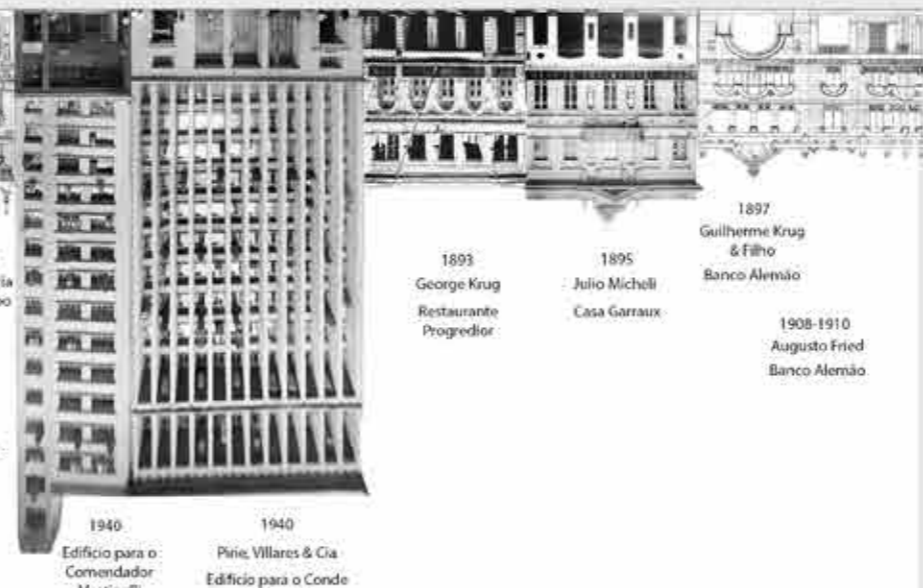 1897
Guilherme Krug
& Filho
Banco Alemão
1893
George Krug
Restaurante
Progredior
1895
Julio Micheli
Casa Garraux
1908-1910
Augusto Fried
Banco Alemão
1940
Edifício para o
Comendador
1940
Pirie, Villares & Cia
Edifício para o Conde